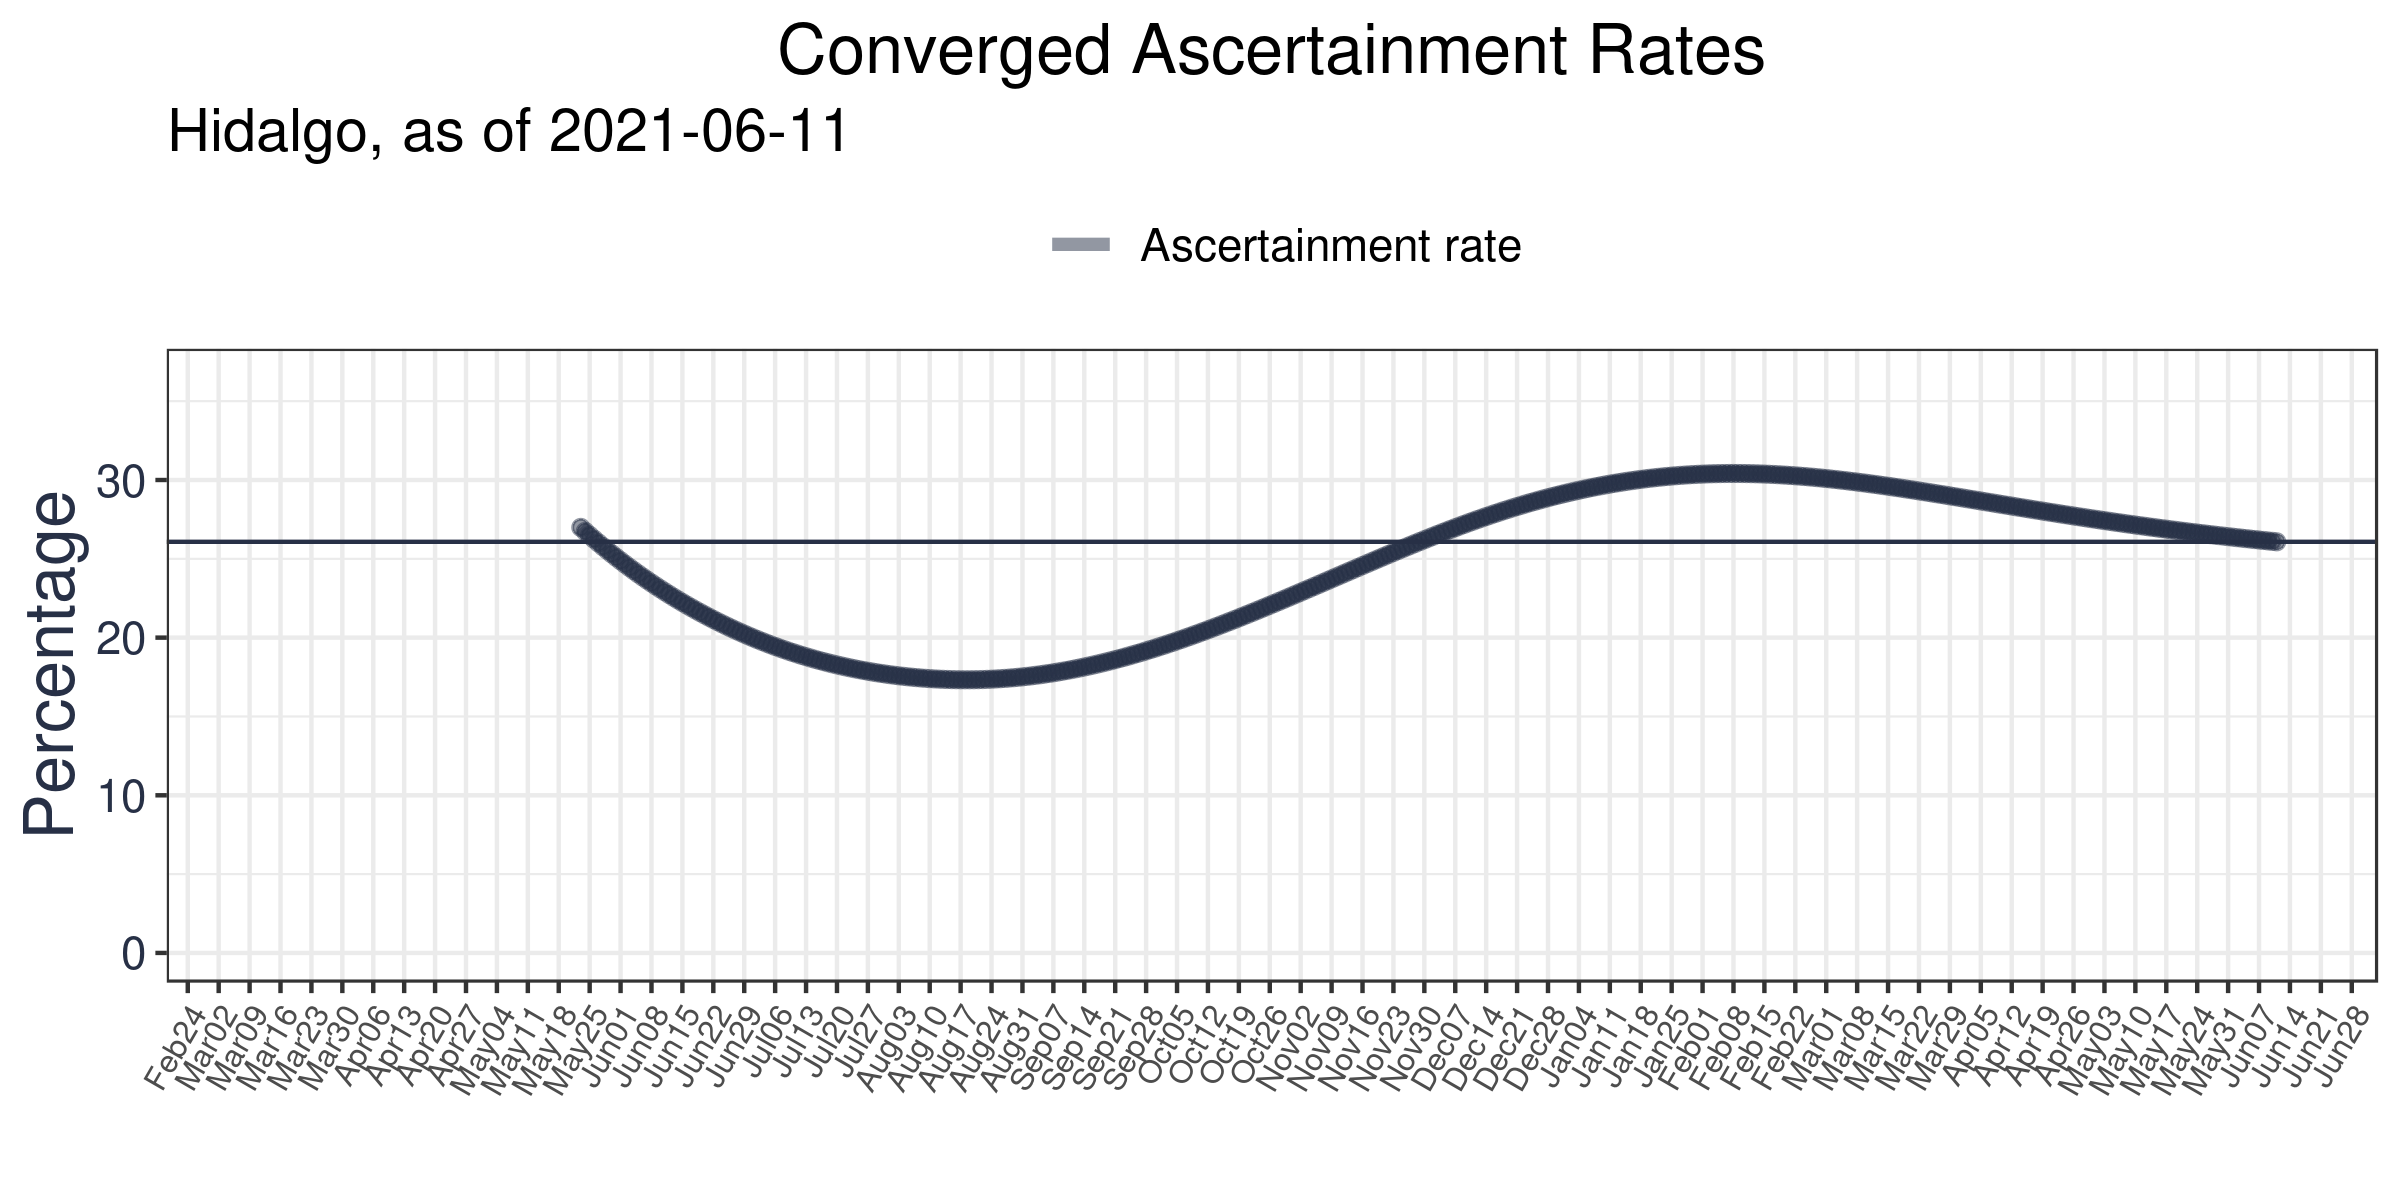 Converged Ascertainment Rates
Hidalgo, as of 2021-06-11
Ascertainment rate
Percentage
30
20
10
0
Feb24
Mar02
Mar09
Mar16
Mar23
Mar30
Apr06
Apr13
Apr20
Apr27
May04
May11
May18
May25
Jun01
Jun08
Jun15
Jun22
Jun29
Jul06
Jul13
Jul20
Jul27
Aug03
Aug10
Aug17
Aug24
Aug31
Sep07
Sep14
Sep21
Sep28
Oct05
Oct12
Oct19
Oct26
Nov02
Nov09
Nov16
Nov23
Nov30
Dec07
Dec14
Dec21
Dec28
Jan04
Jan11
Jan18
Jan25
Feb01
Feb08
Feb15
Feb22
Mar01
Mar08
Mar15
Mar22
Mar29
Apr05
Apr12
Apr19
Apr26
May03
May10
May17
May24
May31
Jun07
Jun14
Jun21
Jun28